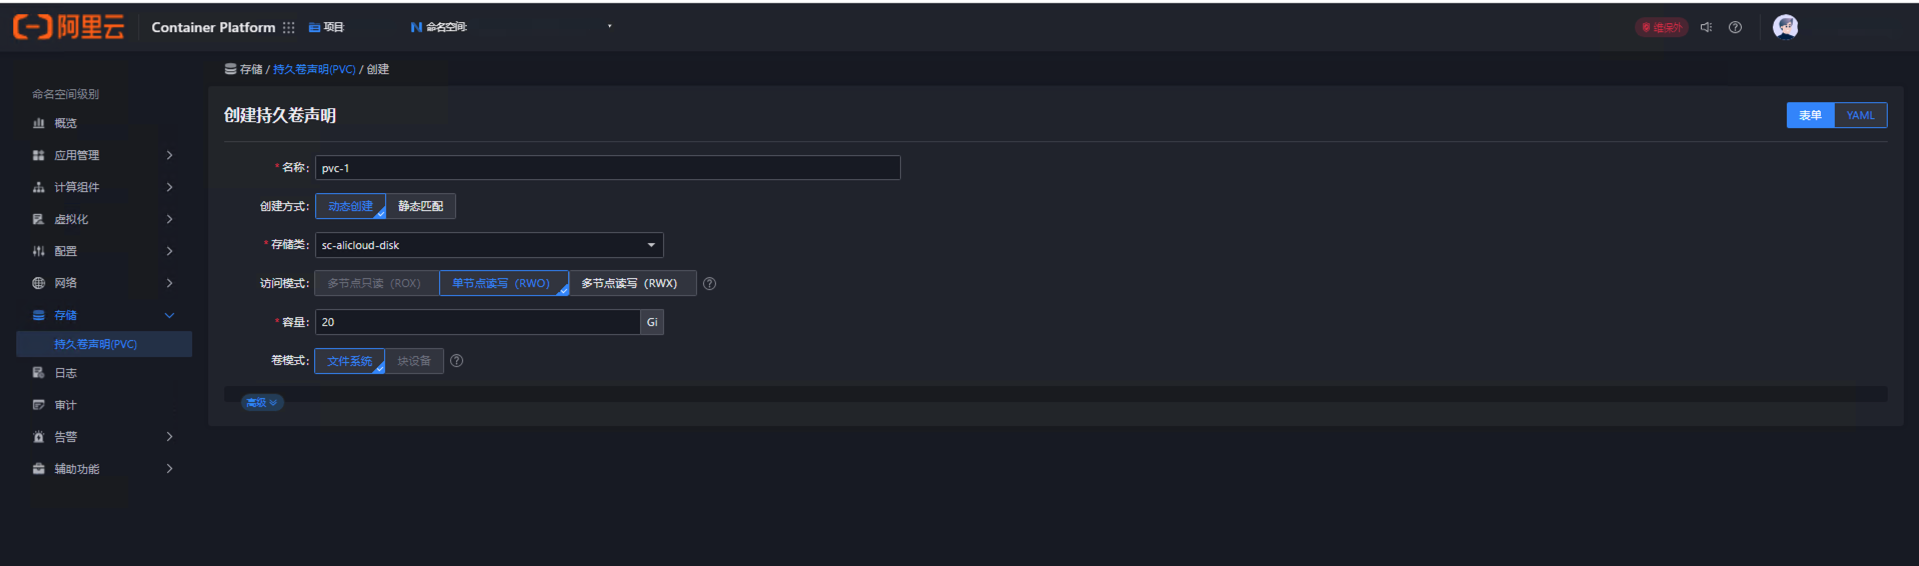 阿里云 Container Platform 项目 命名空间: 维保外
存储 / 持久卷声明(PVC) / 创建
命名空间级别
概览
应用管理
计算组件
虚拟化
配置
网络
存储
持久卷声明(PVC)
日志
审计
告警
辅助功能
创建持久卷声明
表单 YAML
* 名称: pvc-1
创建方式: 动态创建 静态匹配
* 存储类: sc-alicloud-disk
访问模式: 多节点只读 (ROX) 单节点读写 (RWO) 多节点读写 (RWX)
* 容量: 20 Gi
卷模式: 文件系统 块设备
高级